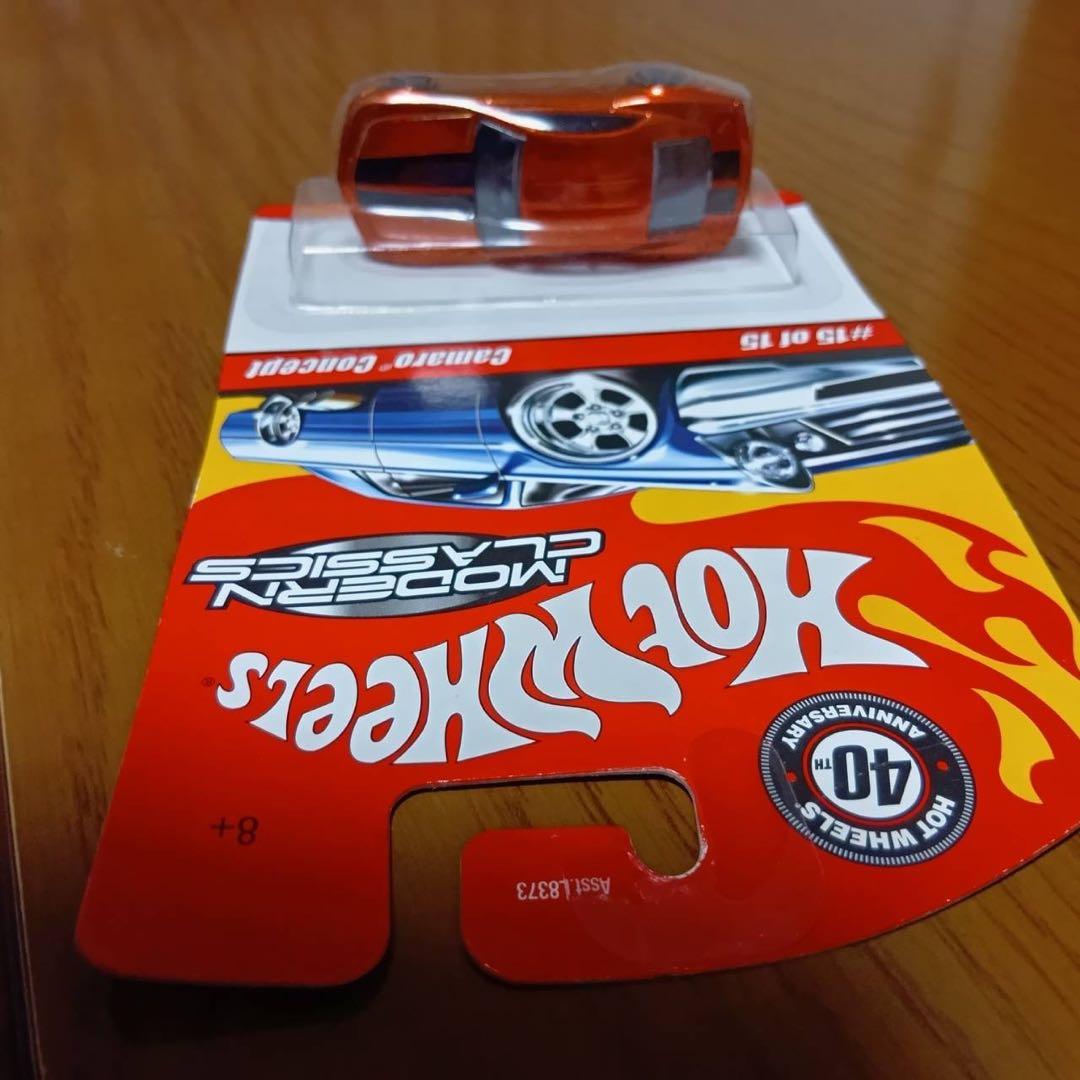 Asst.L8373
8+
HOT WHEELS
40TH
ANNIVERSARY
HOT WHEELS®
MODERN
CLASSICS
#15 of 15
Camaro® Concept